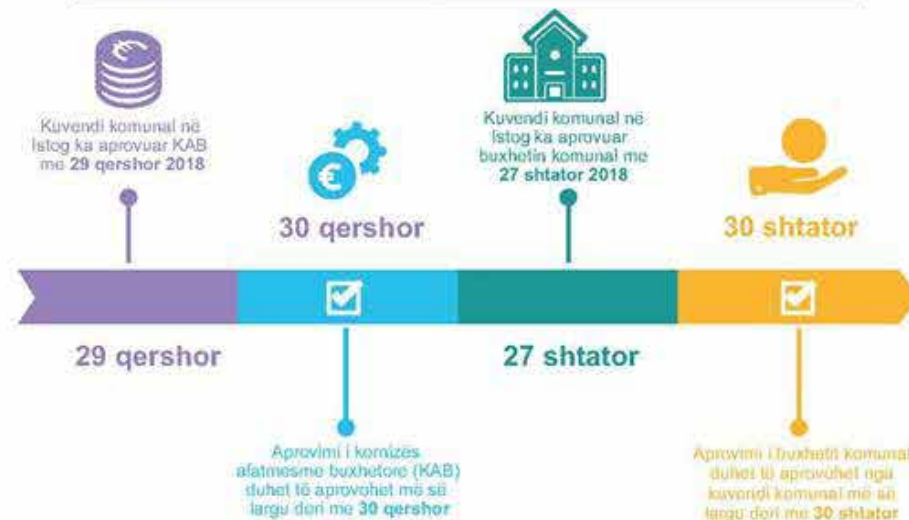 Kuvendi komunal në
Istog ka aprovuar KAB
me 29 qershor 2018
30 qershor
Kuvendi komunal në
Istog ka aprovuar
buxhetin komunal me
27 shtator 2018
30 shtator
29 qershor
27 shtator
Aprovimi i kornizës
afatmesme buxhetore (KAB)
duhet të aprovohet më së
largu deri me 30 qershor
Aprovimi i buxhetit komunal
duhet të aprovohet nga
kuvendi komunal më së
largu deri me 30 shtator